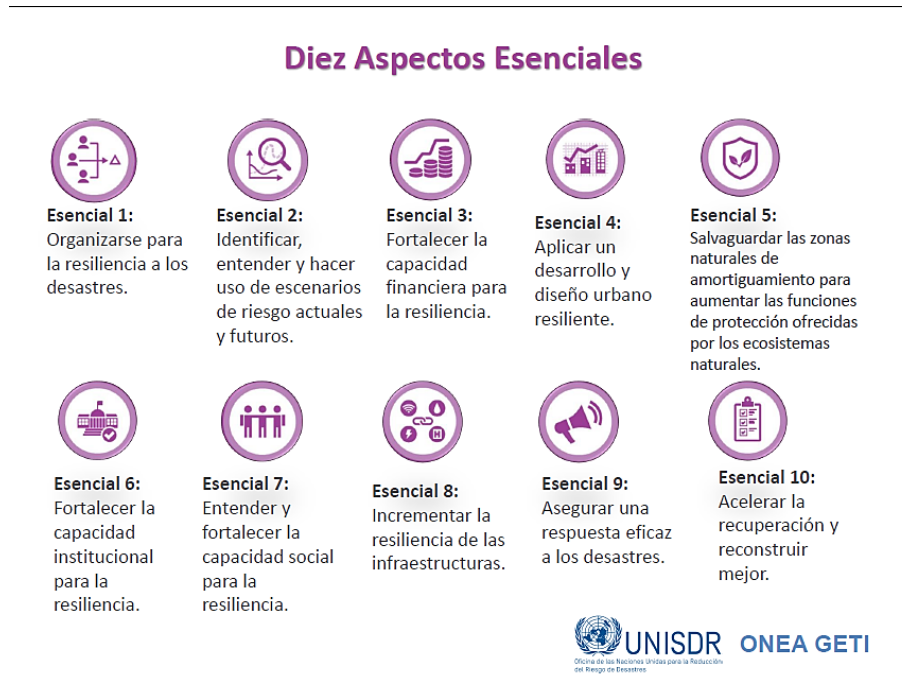 Diez Aspectos Esenciales
Esencial 1:
Organizarse para
la resiliencia a los
desastres.
Esencial 2:
Identificar,
entender y hacer
uso de escenarios
de riesgo actuales
y futuros.
Esencial 3:
Fortalecer la
capacidad
financiera para
la resiliencia.
Esencial 4:
Aplicar un
desarrollo y
diseño urbano
resiliente.
Esencial 5:
Salvaguardar las zonas
naturales de
amortiguamiento para
aumentar las funciones
de protección ofrecidas
por los ecosistemas
naturales.
Esencial 6:
Fortalecer la
capacidad
institucional
para la
resiliencia.
Esencial 7:
Entender y
fortalecer la
capacidad social
para la
resiliencia.
Esencial 8:
Incrementar la
resiliencia de las
infraestructuras.
Esencial 9:
Asegurar una
respuesta eficaz
a los desastres.
Esencial 10:
Acelerar la
recuperación y
reconstruir
mejor.
H
UNISDR
Oficina de las Naciones Unidas para la Reducción
del Riesgo de Desastres
ONEA GETI